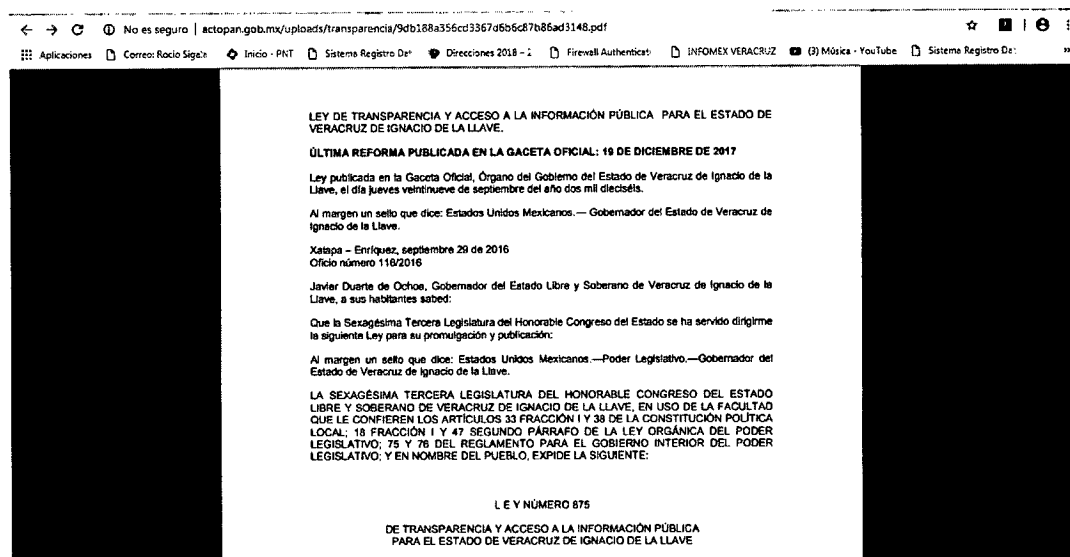 No es seguro | actopan.gob.mx/uploads/transparencia/9db188a356cd3367d6b6c87b86ad3148.pdf
Aplicaciones Correo: Rocio Sigala Inicio - PNT Sistema Registro Dat Direcciones 2018 - 2 Firewall Authenticati INFOMEX VERACRUZ (3) Música - YouTube Sistema Registro Dat »
LEY DE TRANSPARENCIA Y ACCESO A LA INFORMACIÓN PÚBLICA PARA EL ESTADO DE
VERACRUZ DE IGNACIO DE LA LLAVE.
ÚLTIMA REFORMA PUBLICADA EN LA GACETA OFICIAL: 19 DE DICIEMBRE DE 2017
Ley publicada en la Gaceta Oficial, Órgano del Gobierno del Estado de Veracruz de Ignacio de la
Llave, el día jueves veintinueve de septiembre del año dos mil dieciséis.
Al margen un sello que dice: Estados Unidos Mexicanos.— Gobernador del Estado de Veracruz de
Ignacio de la Llave.
Xalapa – Enríquez, septiembre 29 de 2016
Oficio número 116/2016
Javier Duarte de Ochoa, Gobernador del Estado Libre y Soberano de Veracruz de Ignacio de la
Llave, a sus habitantes sabed:
Que la Sexagésima Tercera Legislatura del Honorable Congreso del Estado se ha servido dirigirme
la siguiente Ley para su promulgación y publicación:
Al margen un sello que dice: Estados Unidos Mexicanos.—Poder Legislativo.—Gobernador del
Estado de Veracruz de Ignacio de la Llave.
LA SEXAGÉSIMA TERCERA LEGISLATURA DEL HONORABLE CONGRESO DEL ESTADO
LIBRE Y SOBERANO DE VERACRUZ DE IGNACIO DE LA LLAVE, EN USO DE LA FACULTAD
QUE LE CONFIEREN LOS ARTÍCULOS 33 FRACCIÓN I Y 38 DE LA CONSTITUCIÓN POLÍTICA
LOCAL; 18 FRACCIÓN I Y 47 SEGUNDO PÁRRAFO DE LA LEY ORGÁNICA DEL PODER
LEGISLATIVO; 75 Y 76 DEL REGLAMENTO PARA EL GOBIERNO INTERIOR DEL PODER
LEGISLATIVO; Y EN NOMBRE DEL PUEBLO, EXPIDE LA SIGUIENTE:
L E Y NÚMERO 875
DE TRANSPARENCIA Y ACCESO A LA INFORMACIÓN PÚBLICA
PARA EL ESTADO DE VERACRUZ DE IGNACIO DE LA LLAVE